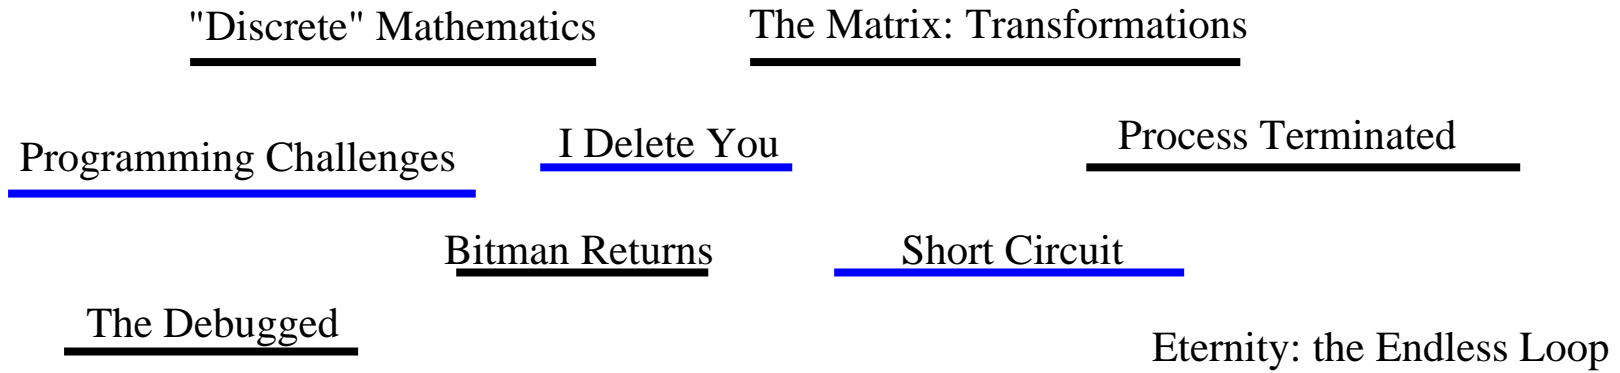 "Discrete" Mathematics
The Matrix: Transformations
Programming Challenges
I Delete You
Process Terminated
Bitman Returns
Short Circuit
The Debugged
Eternity: the Endless Loop